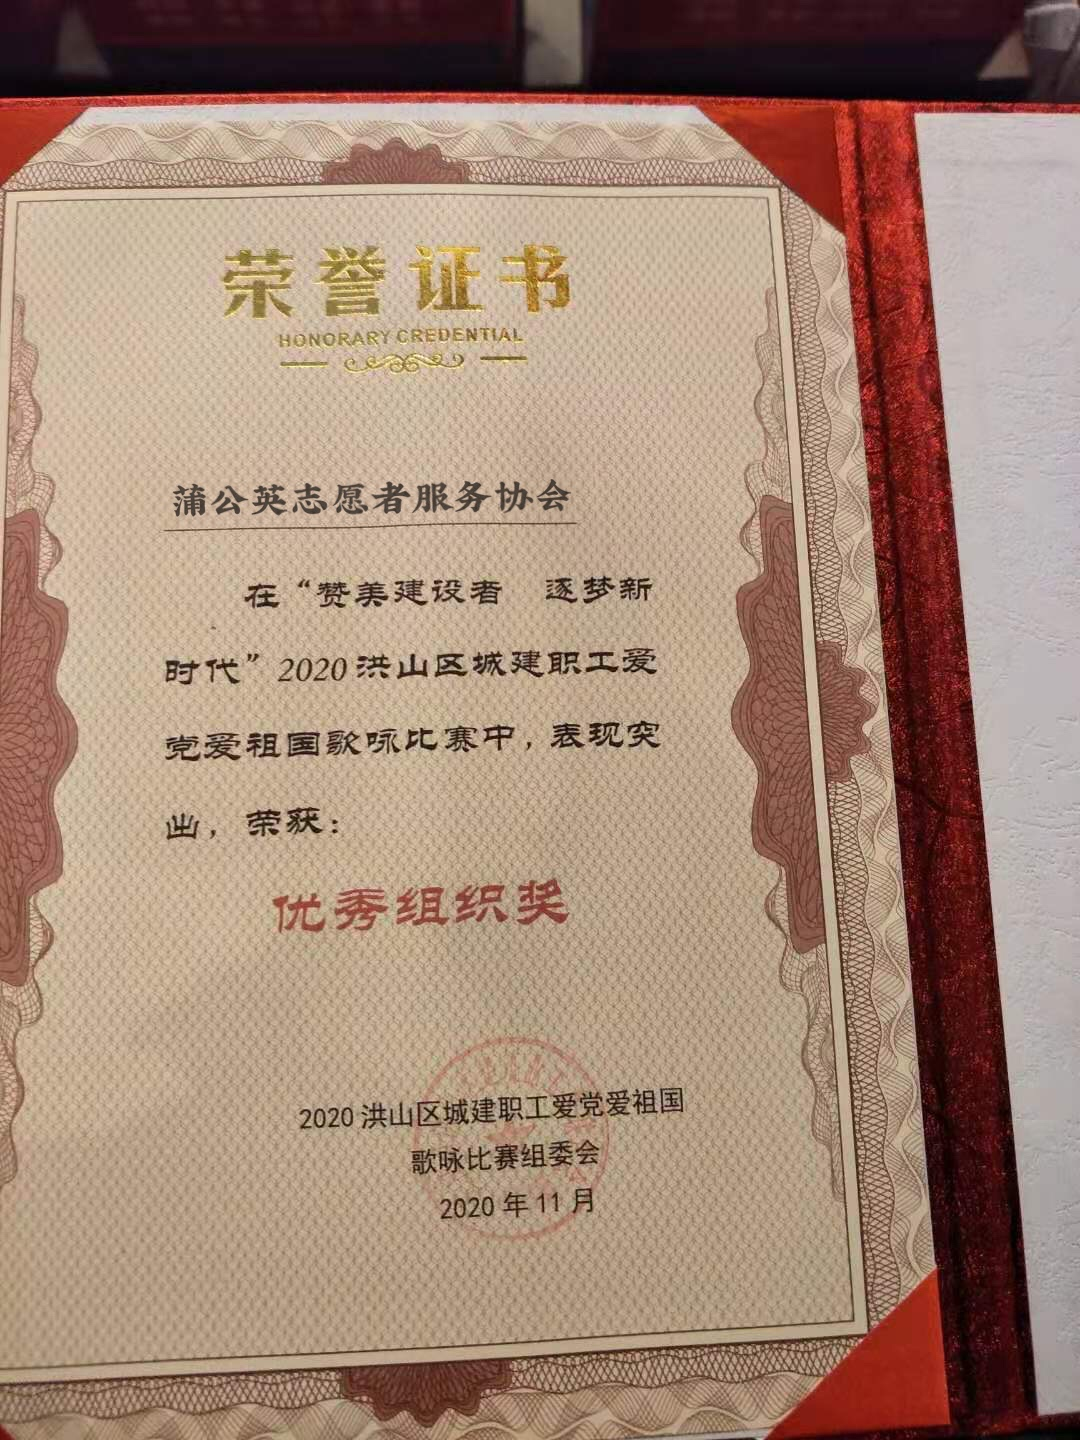 荣誉证书
HONORARY CREDENTIAL
蒲公英志愿者服务协会
在“赞美建设者 逐梦新
时代”2020洪山区城建职工爱
党爱祖国歌咏比赛中，表现突
出，荣获：
优秀组织奖
2020洪山区城建职工爱党爱祖国
歌咏比赛组委会
2020年11月